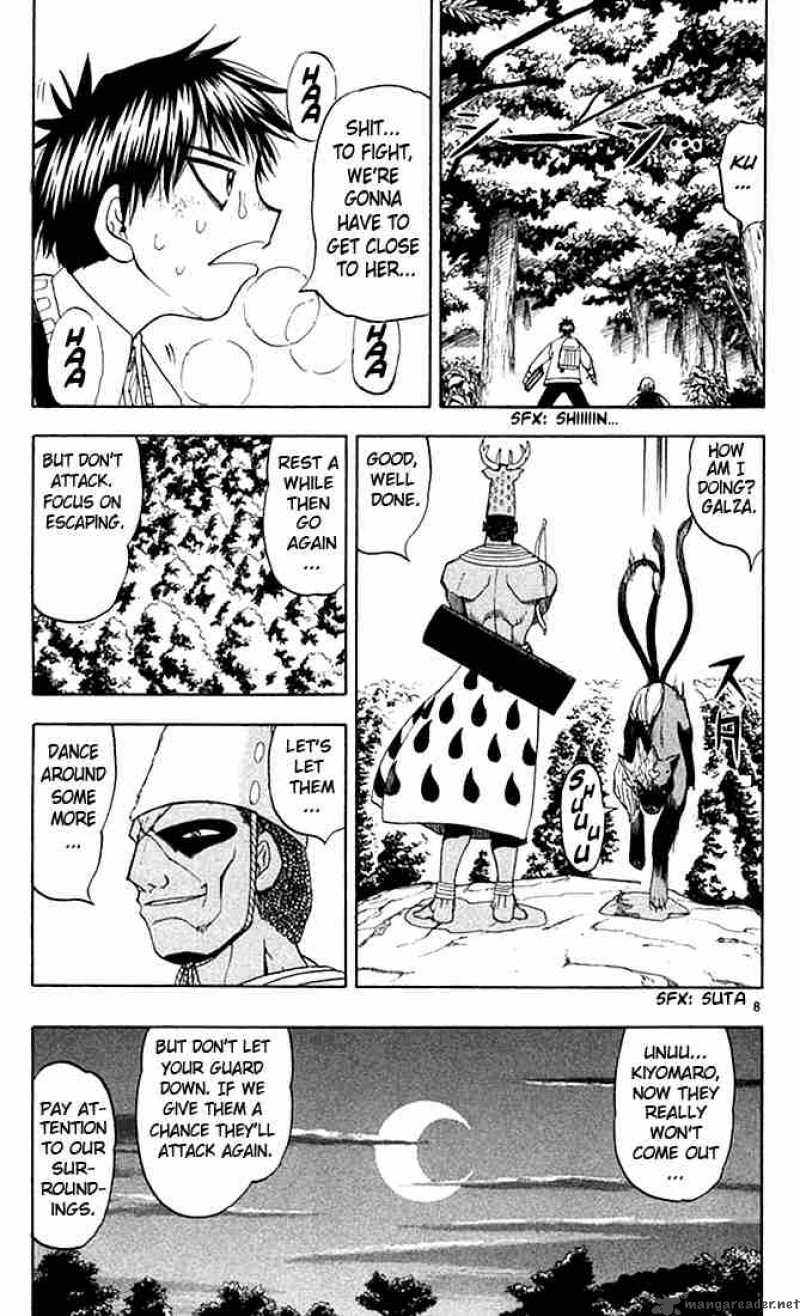 KU
...
SFX: SHIIIIN...
HAA
SHIT...
TO FIGHT,
WE'RE
GONNA
HAVE TO
GET CLOSE
TO HER...
HAA
HAA
HOW
AM I
DOING?
GALZA.
GOOD,
WELL
DONE.
スタ
SHUUUU
SFX: SUTA
8
REST A
WHILE
THEN
GO
AGAIN
...
BUT DON'T
ATTACK.
FOCUS ON
ESCAPING.
LET'S
LET
THEM
...
DANCE
AROUND
SOME
MORE
...
UNUU...
KIYOMARO,
NOW THEY
REALLY
WON'T
COME OUT
...
BUT DON'T LET
YOUR GUARD
DOWN. IF WE
GIVE THEM A
CHANCE THEY'LL
ATTACK AGAIN.
PAY AT-
TENTION
TO OUR
SUR-
ROUND-
INGS.
mangareader.net